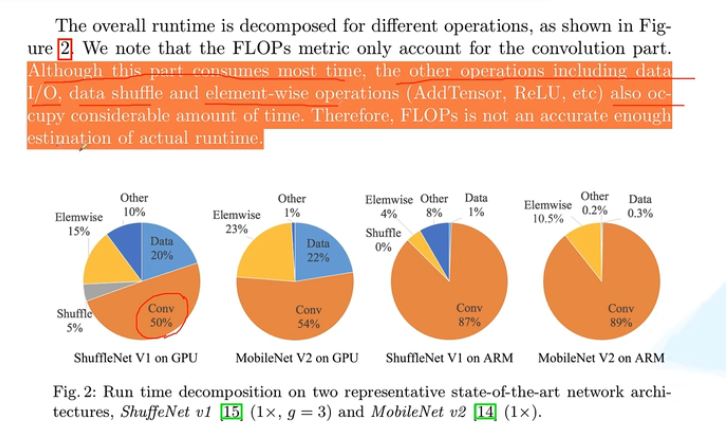 The overall runtime is decomposed for different operations, as shown in Fig-
ure 2. We note that the FLOPs metric only account for the convolution part.
Although this part consumes most time, the other operations including data
I/O, data shuffle and element-wise operations (AddTensor, ReLU, etc) also oc-
cupy considerable amount of time. Therefore, FLOPs is not an accurate enough
estimation of actual runtime.
Other
10%
Elemwise
15%
Data
20%
Conv
50%
Shuffle
5%
ShuffleNet V1 on GPU
Other
1%
Elemwise
23%
Data
22%
Conv
54%
MobileNet V2 on GPU
Elemwise
4%
Other
8%
Data
1%
Shuffle
0%
Conv
87%
ShuffleNet V1 on ARM
Elemwise
10.5%
Other
0.2%
Data
0.3%
Conv
89%
MobileNet V2 on ARM
Fig. 2: Run time decomposition on two representative state-of-the-art network archi-
tectures, ShuffeNet v1 [15] (1×, g = 3) and MobileNet v2 [14] (1×).